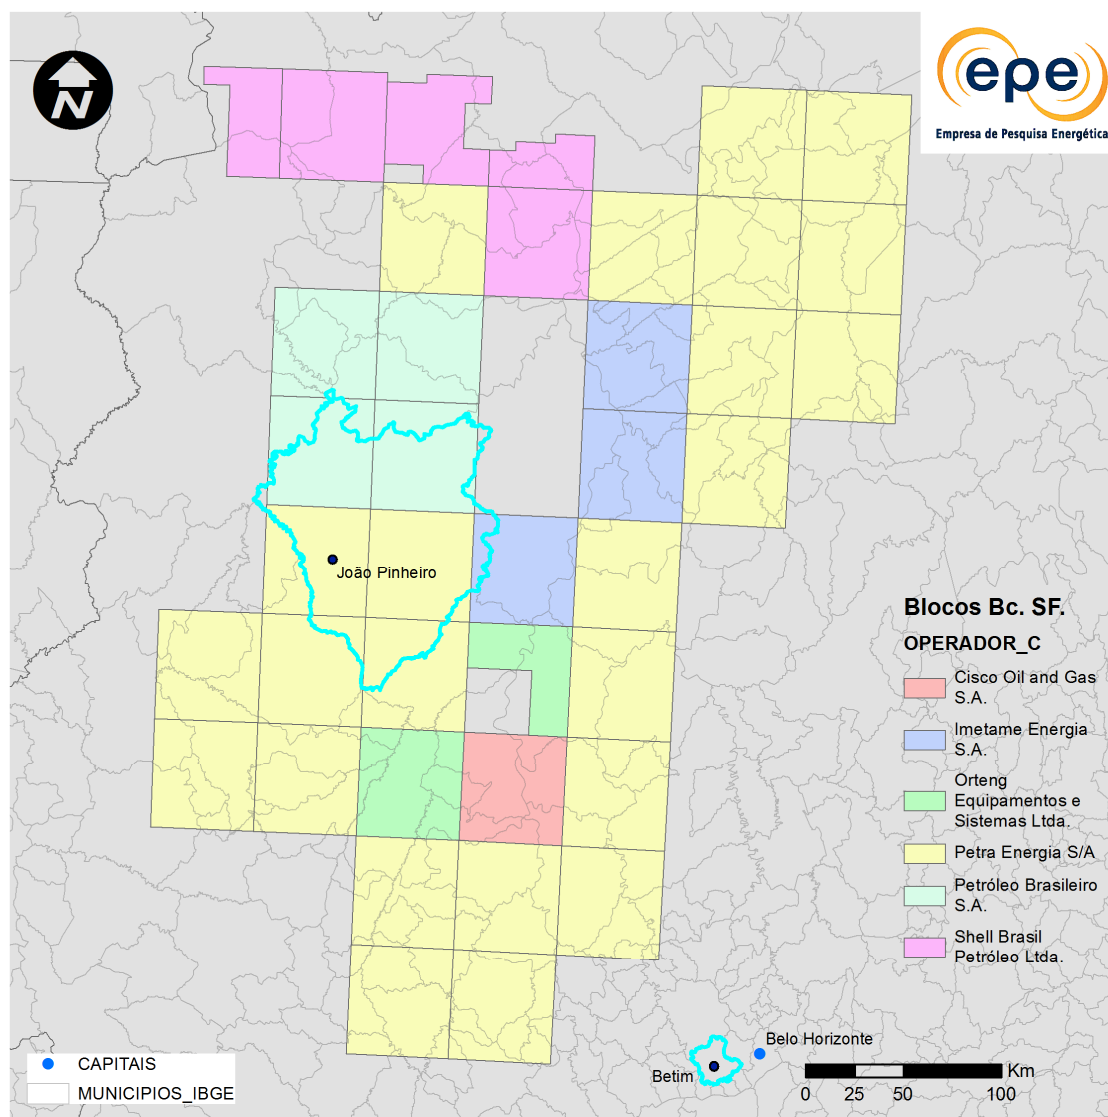 N
epe
Empresa de Pesquisa Energética
João Pinheiro
Blocos Bc. SF.
OPERADOR_C
Cisco Oil and Gas
S.A.
Imetame Energia
S.A.
Orteng
Equipamentos e
Sistemas Ltda.
Petra Energia S/A
Petróleo Brasileiro
S.A.
Shell Brasil
Petróleo Ltda.
Belo Horizonte
Betim
CAPITAIS
MUNICIPIOS_IBGE
Km
0 25 50 100